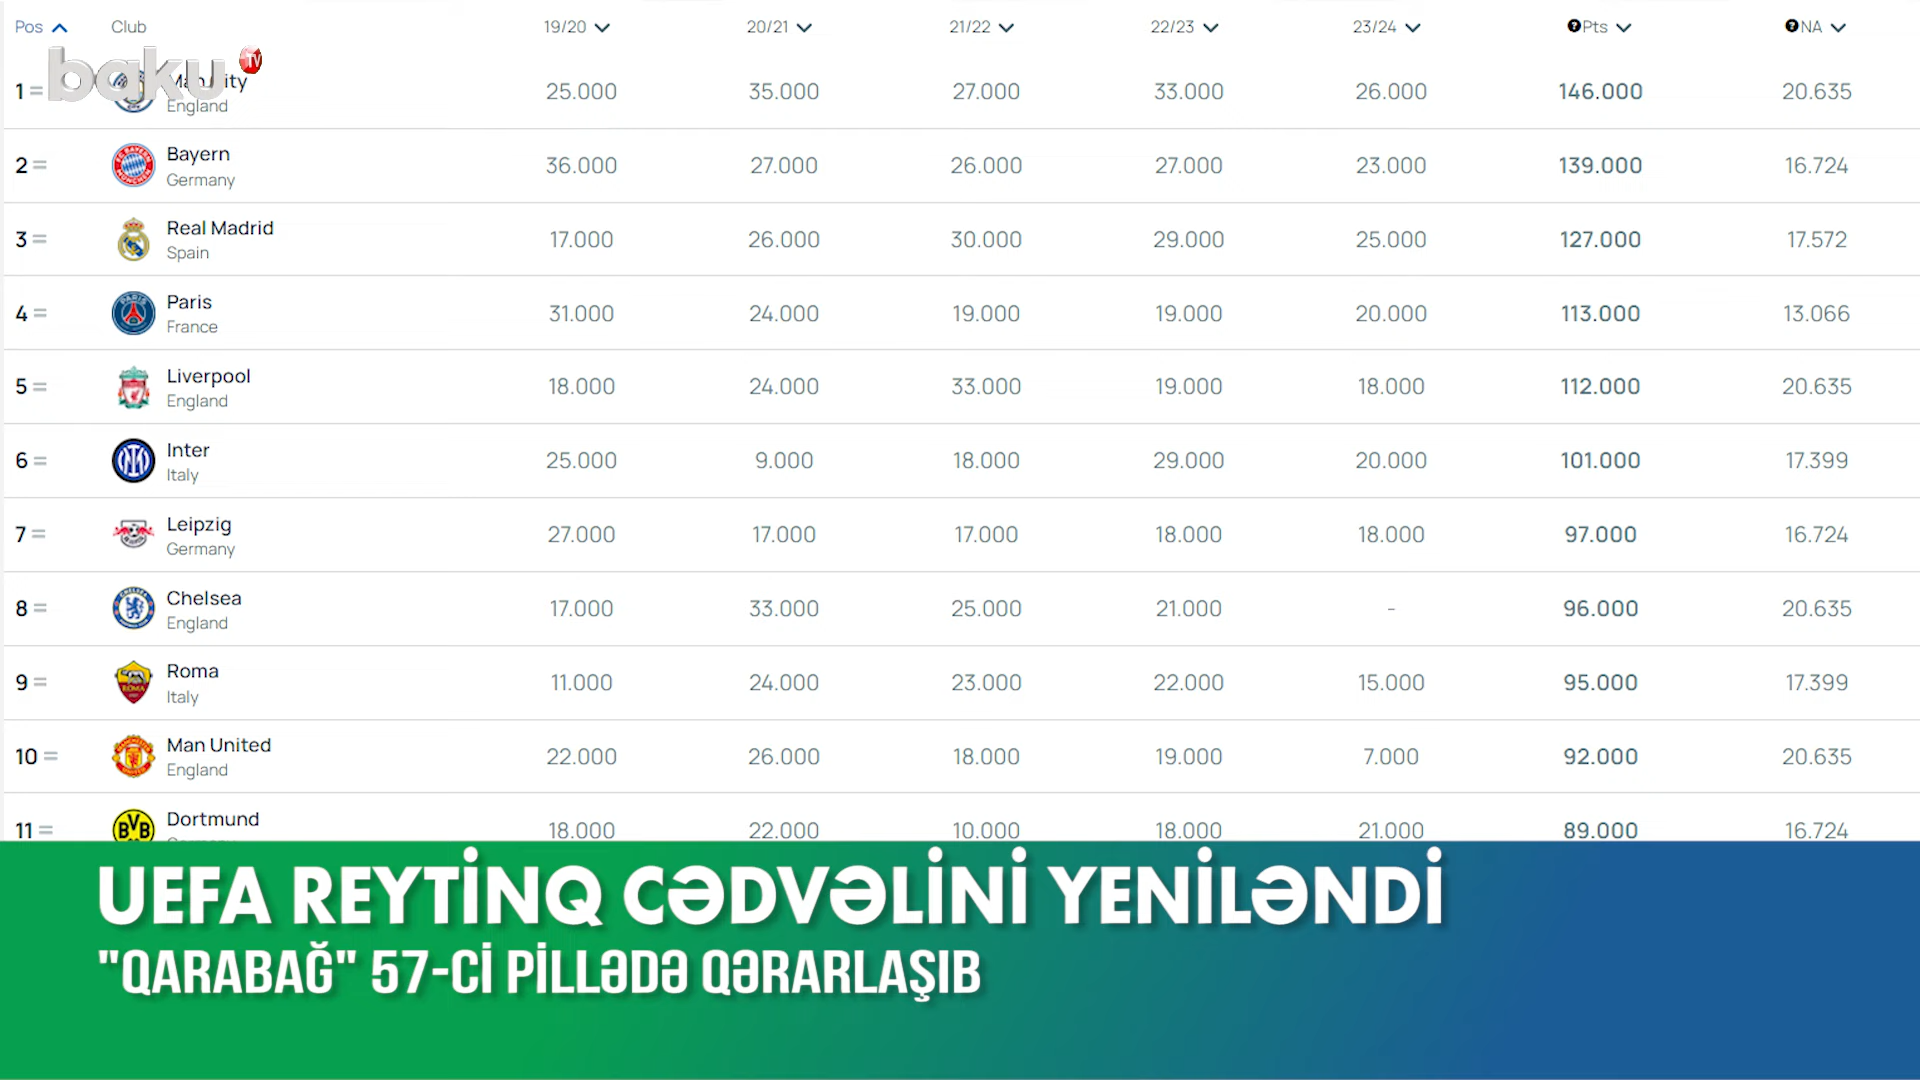 Pos Club 19/20 20/21 21/22 22/23 23/24 Pts NA
baku TV
1 = Man City 25.000 35.000 27.000 33.000 26.000 146.000 20.635
England
2 = Bayern 36.000 27.000 26.000 27.000 23.000 139.000 16.724
Germany
3 = Real Madrid 17.000 26.000 30.000 29.000 25.000 127.000 17.572
Spain
4 = Paris 31.000 24.000 19.000 19.000 20.000 113.000 13.066
France
5 = Liverpool 18.000 24.000 33.000 19.000 18.000 112.000 20.635
England
6 = Inter 25.000 9.000 18.000 29.000 20.000 101.000 17.399
Italy
7 = Leipzig 27.000 17.000 17.000 18.000 18.000 97.000 16.724
Germany
8 = Chelsea 17.000 33.000 25.000 21.000 - 96.000 20.635
England
9 = Roma 11.000 24.000 23.000 22.000 15.000 95.000 17.399
Italy
10 = Man United 22.000 26.000 18.000 19.000 7.000 92.000 20.635
England
11 = Dortmund 18.000 22.000 10.000 18.000 21.000 89.000 16.724
UEFA REYTİNQ CƏDVƏLİNİ YENİLƏNDİ
"QARABAĞ" 57-Cİ PİLLƏDƏ QƏRARLAŞIB